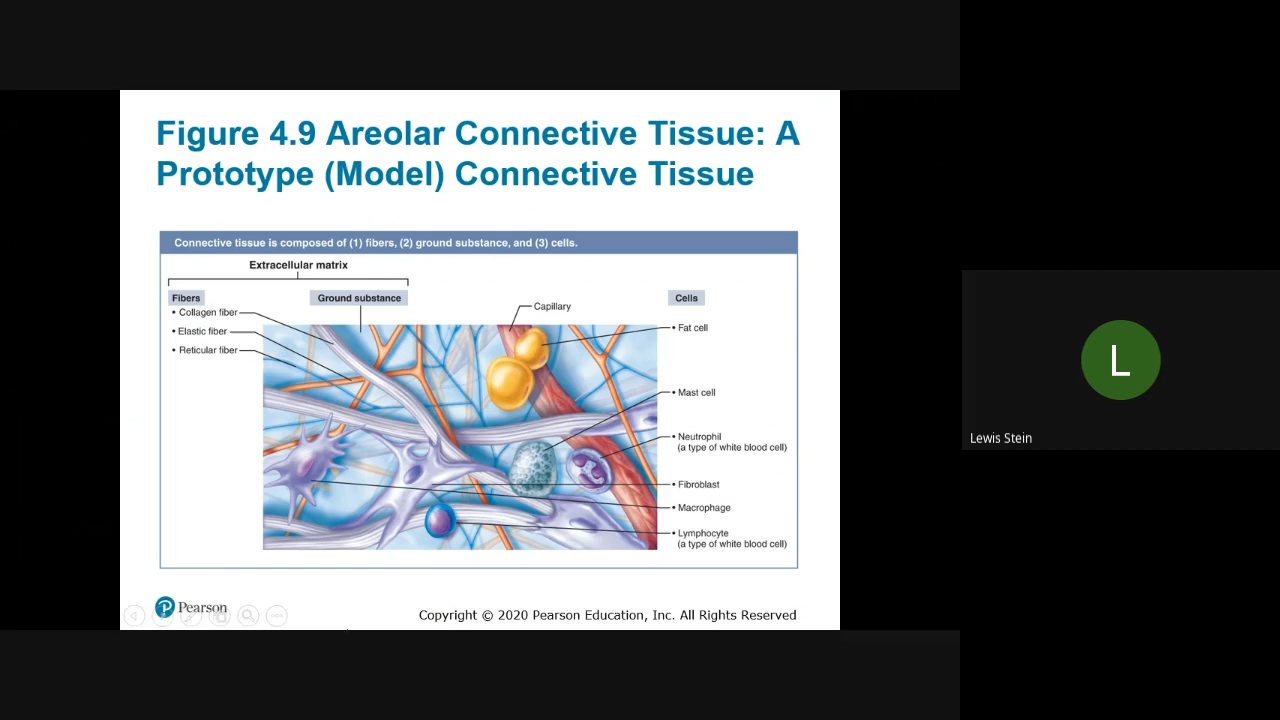 Figure 4.9 Areolar Connective Tissue: A
Prototype (Model) Connective Tissue
Connective tissue is composed of (1) fibers, (2) ground substance, and (3) cells.
Extracellular matrix
Fibers
Ground substance
Cells
• Collagen fiber
• Elastic fiber
• Reticular fiber
Capillary
• Fat cell
• Mast cell
• Neutrophil
(a type of white blood cell)
• Fibroblast
• Macrophage
• Lymphocyte
(a type of white blood cell)
P Pearson
Copyright © 2020 Pearson Education, Inc. All Rights Reserved
L
Lewis Stein